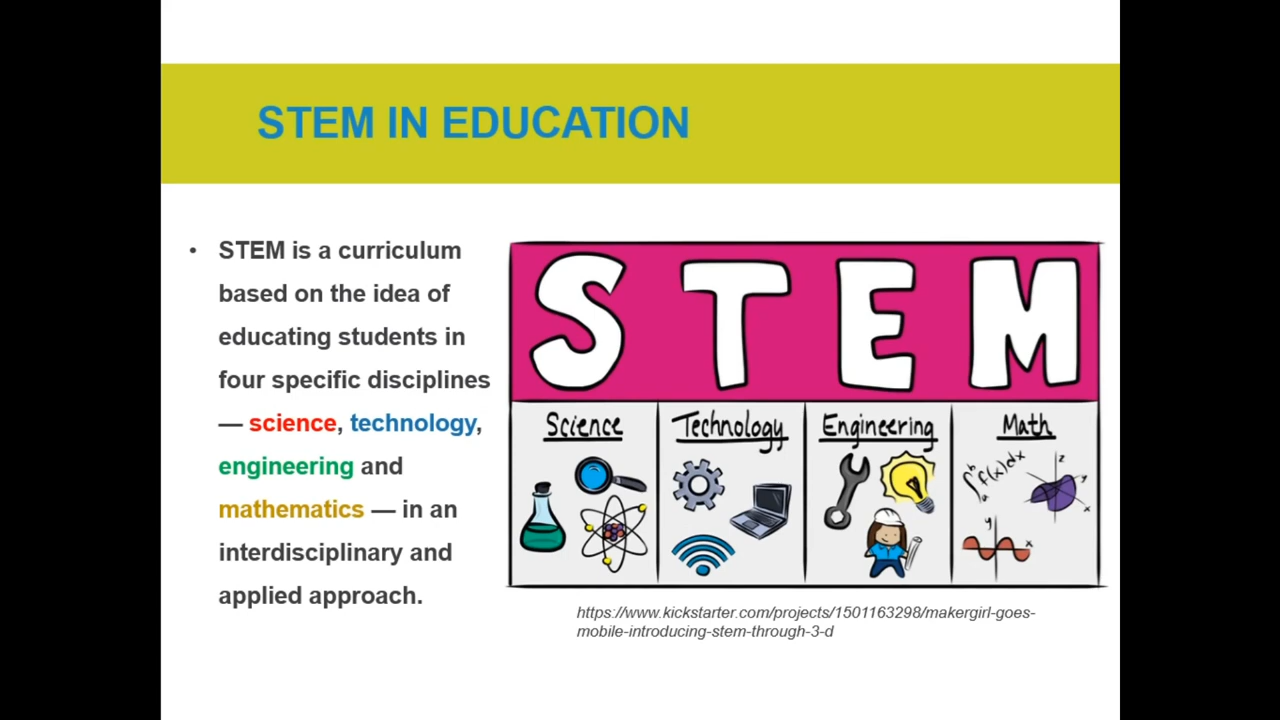 STEM IN EDUCATION
• STEM is a curriculum
based on the idea of
educating students in
four specific disciplines
— science, technology,
engineering and
mathematics — in an
interdisciplinary and
applied approach.
STEM
Science Technology Engineering Math
∫ₐᵇ f(x)dx
z
y
x
y
x
https://www.kickstarter.com/projects/1501163298/makergirl-goes-
mobile-introducing-stem-through-3-d